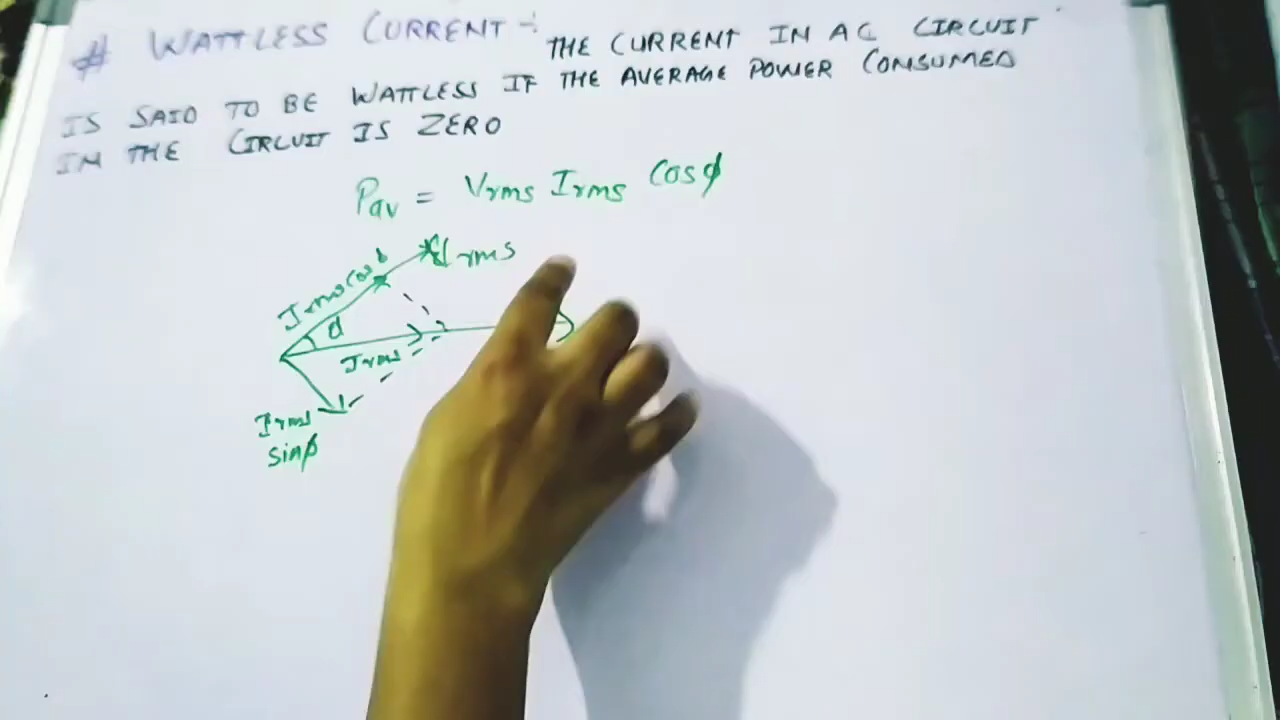 # WATTLESS CURRENT -: THE CURRENT IN AC CIRCUIT
IS SAID TO BE WATTLESS IF THE AVERAGE POWER CONSUMED
IN THE CIRCUIT IS ZERO
Pav = Vrms Irms Cosϕ
Vrms
Irms cosϕ
ϕ
Irms
Irms
sinϕ